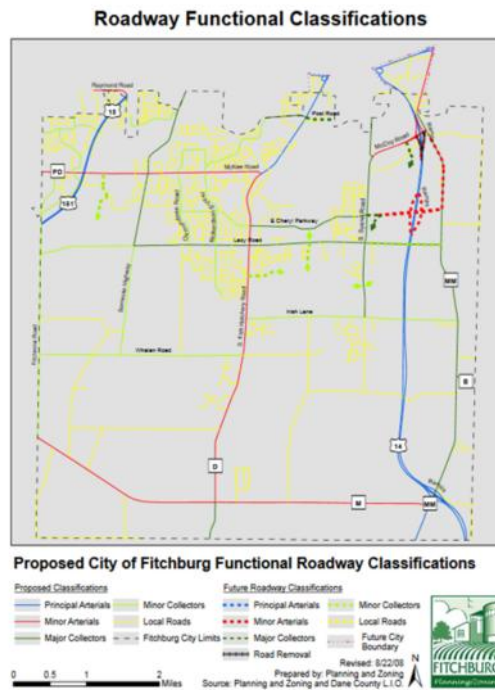 Roadway Functional Classifications
Raymond Road
18
Post Road
McCoy Road
PD
McKee Road
151
E Cheryl Parkway
S. Syene Road
Lacy Road
Seminole Highway
MM
Fitchrona Road
Irish Lane
S. Fish Hatchery Road
Whalen Road
B
14
D
M
MM
Proposed City of Fitchburg Functional Roadway Classifications
Proposed Classifications
Principal Arterials
Minor Arterials
Major Collectors
Minor Collectors
Local Roads
Fitchburg City Limits
Future Roadway Classifications
Principal Arterials
Minor Arterials
Major Collectors
Road Removal
Minor Collectors
Local Roads
Future City
Boundary
Revised: 8/22/08
Prepared by: Planning and Zoning
Source: Planning and Zoning and Dane County L.I.O.
0 0.5 1 2
Miles
N
FITCHBURG
Planning/Zoning